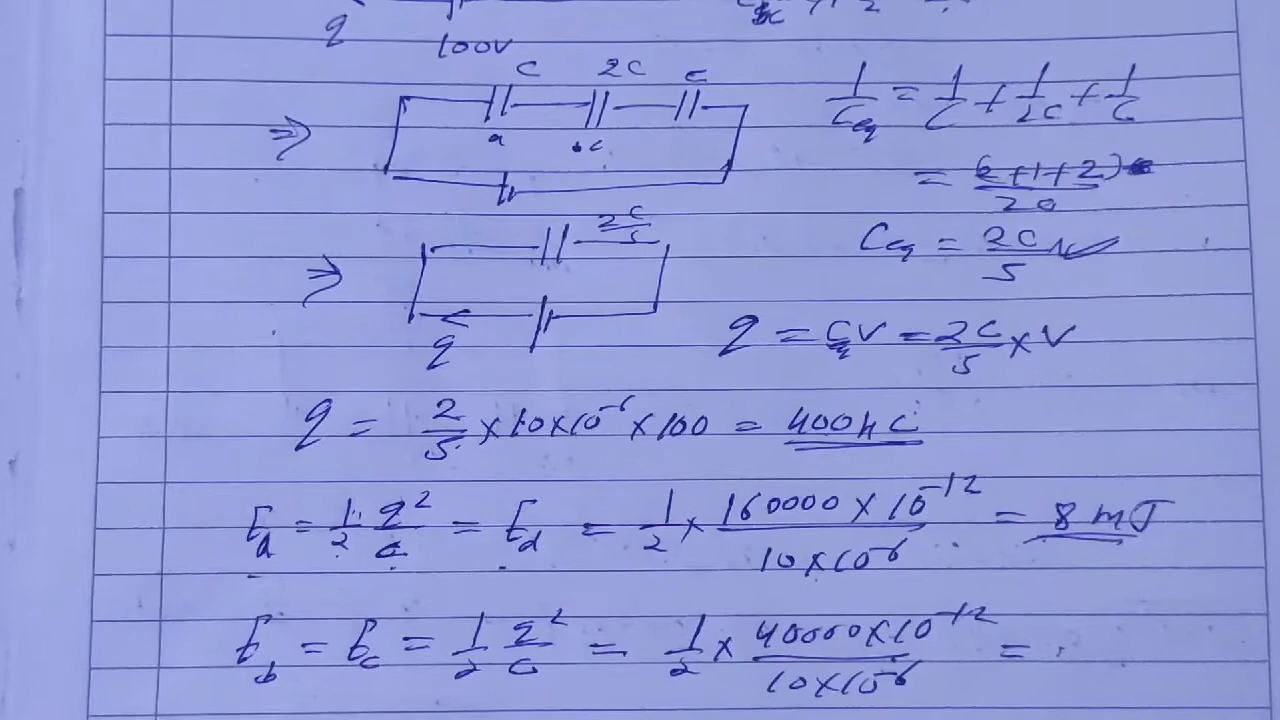 q 100V
C 2C C 1/Ceq = 1/C + 1/2C + 1/C
⇒ a
= (2+1+2)/2C
2C/5 Ceq = 2C/5
⇒
q q = CeqV = 2C/5 × V
q = 2/5 × 10 × 10⁻⁶ × 100 = 400 μC
Ea = 1/2 q²/C = Ed = 1/2 × 160000 × 10⁻¹²/10 × 10⁻⁶ = 8 mJ
Eb = Ec = 1/2 q²/C = 1/2 × 40000 × 10⁻¹²/10 × 10⁻⁶ =